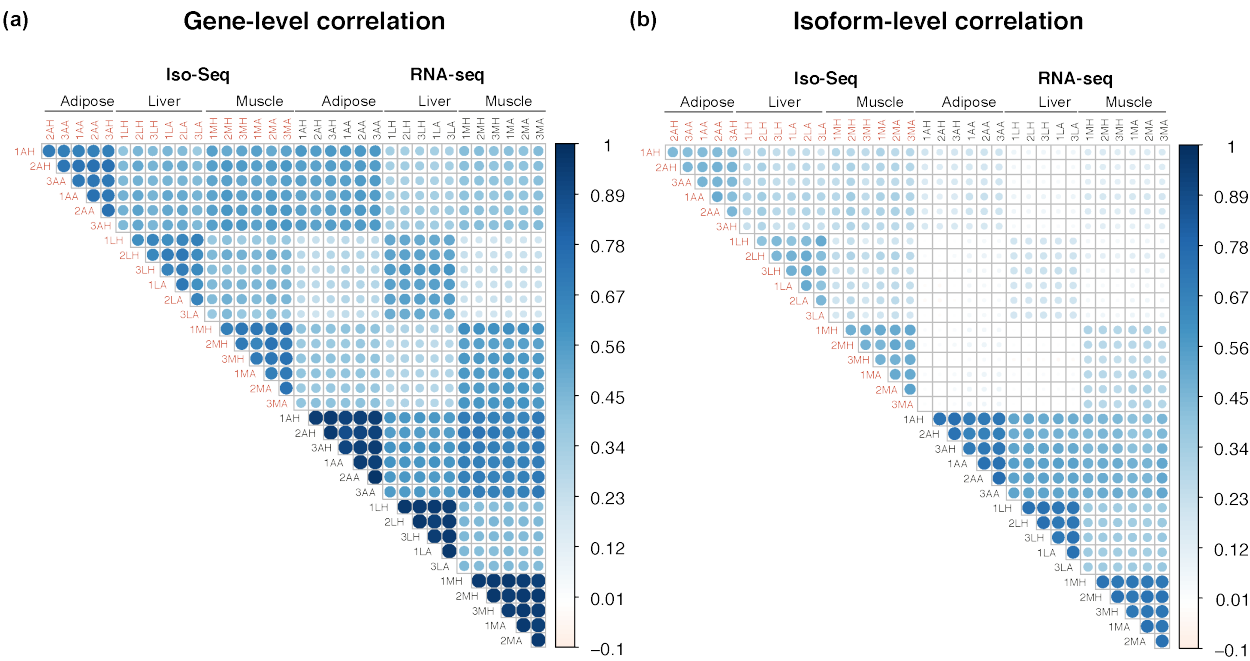 (a) Gene-level correlation
Iso-Seq RNA-seq
Adipose Liver Muscle Adipose Liver Muscle
2AH 3AA 1AA 2AA 3AH 1LH 2LH 3LH 1LA 2LA 3LA 1MH 2MH 3MH 1MA 2MA 3MA 1AH 2AH 3AH 1AA 2AA 3AA 1LH 2LH 3LH 1LA 3LA 1MH 2MH 3MH 1MA 2MA 3MA
1AH
2AH
3AA
1AA
2AA
3AH
1LH
2LH
3LH
1LA
2LA
3LA
1MH
2MH
3MH
1MA
2MA
3MA
1AH
2AH
3AH
1AA
2AA
3AA
1LH
2LH
3LH
1LA
3LA
1MH
2MH
3MH
1MA
2MA
1
0.89
0.78
0.67
0.56
0.45
0.34
0.23
0.12
0.01
−0.1
(b) Isoform-level correlation
Iso-Seq RNA-seq
Adipose Liver Muscle Adipose Liver Muscle
2AH 3AA 1AA 2AA 3AH 1LH 2LH 3LH 1LA 2LA 3LA 1MH 2MH 3MH 1MA 2MA 3MA 1AH 2AH 3AH 1AA 2AA 3AA 1LH 2LH 3LH 1LA 3LA 1MH 2MH 3MH 1MA 2MA 3MA
1AH
2AH
3AA
1AA
2AA
3AH
1LH
2LH
3LH
1LA
2LA
3LA
1MH
2MH
3MH
1MA
2MA
3MA
1AH
2AH
3AH
1AA
2AA
3AA
1LH
2LH
3LH
1LA
3LA
1MH
2MH
3MH
1MA
2MA
1
0.89
0.78
0.67
0.56
0.45
0.34
0.23
0.12
0.01
−0.1